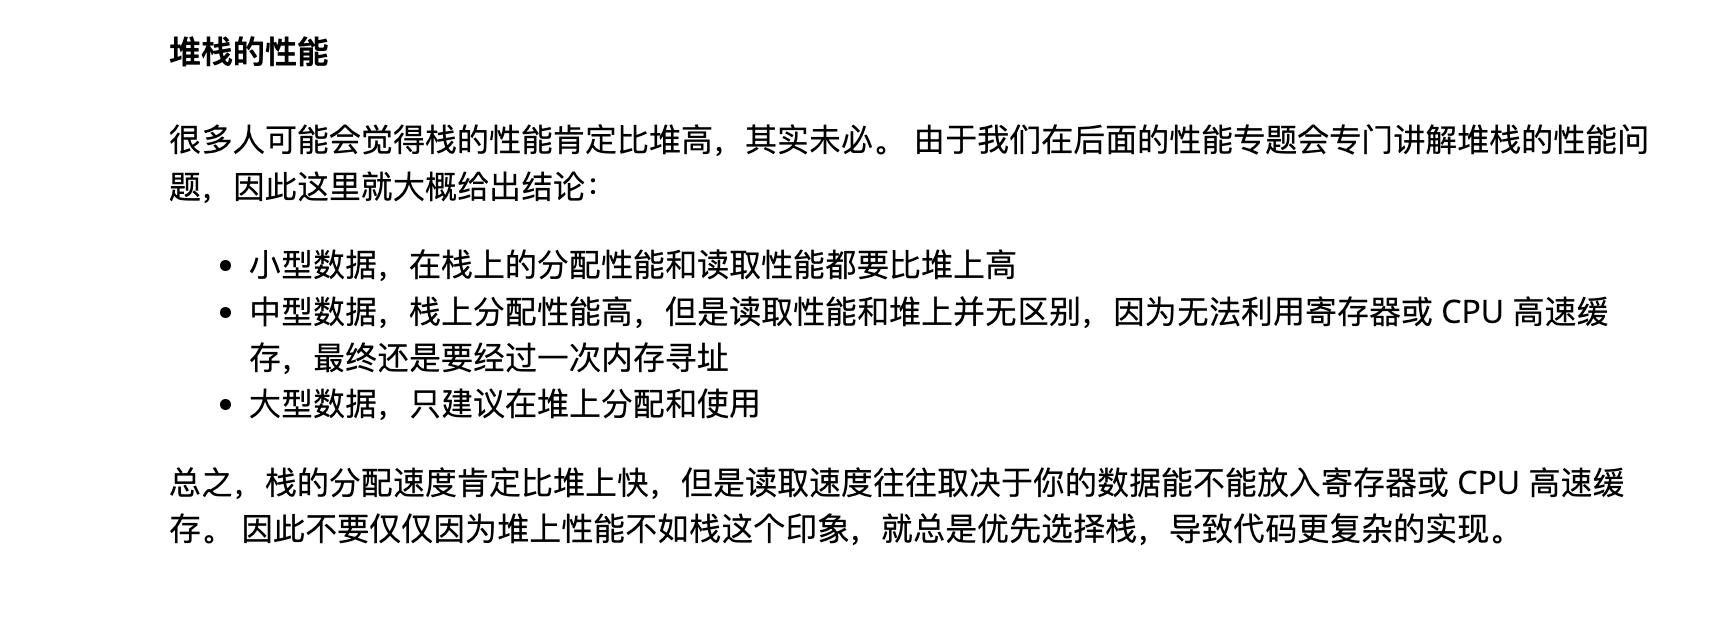 堆栈的性能
很多人可能会觉得栈的性能肯定比堆高，其实未必。 由于我们在后面的性能专题会专门讲解堆栈的性能问
题，因此这里就大概给出结论：
• 小型数据，在栈上的分配性能和读取性能都要比堆上高
• 中型数据，栈上分配性能高，但是读取性能和堆上并无区别，因为无法利用寄存器或 CPU 高速缓
存，最终还是要经过一次内存寻址
• 大型数据，只建议在堆上分配和使用
总之，栈的分配速度肯定比堆上快，但是读取速度往往取决于你的数据能不能放入寄存器或 CPU 高速缓
存。 因此不要仅仅因为堆上性能不如栈这个印象，就总是优先选择栈，导致代码更复杂的实现。